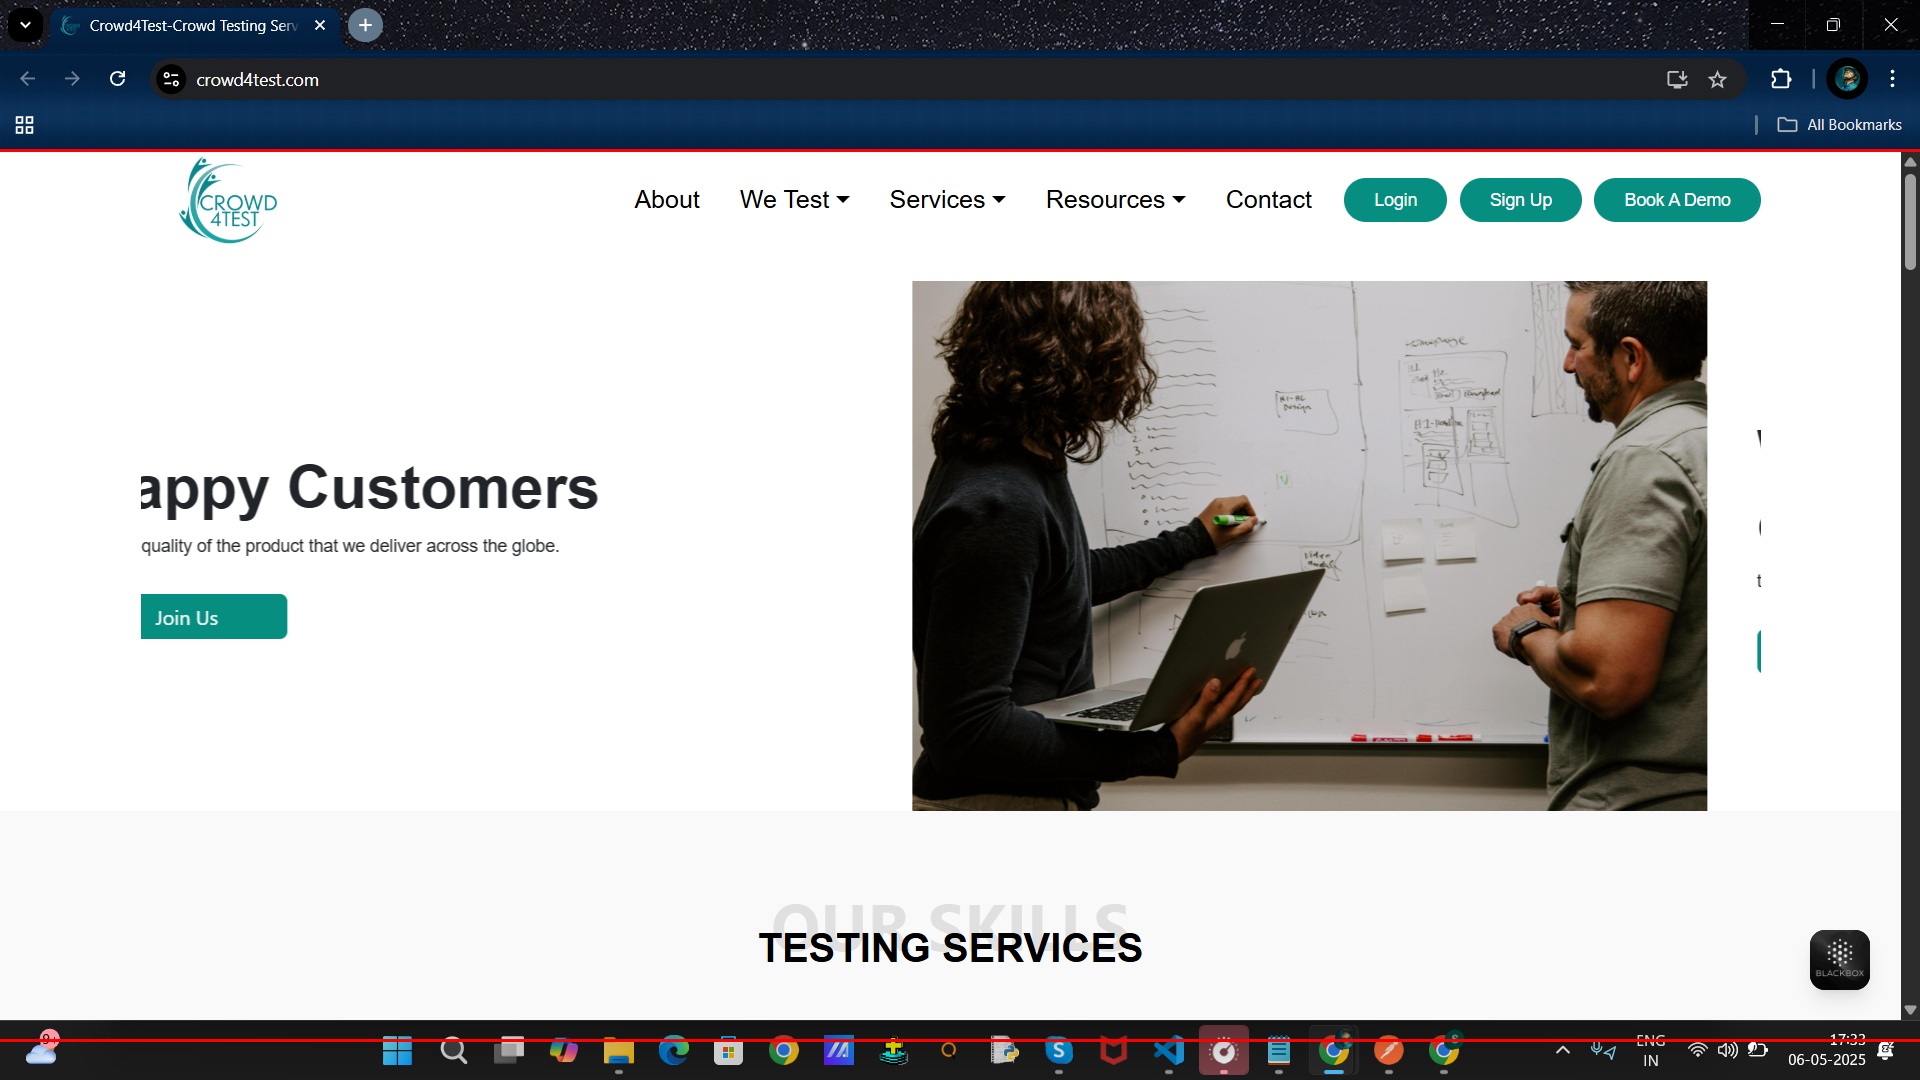 Crowd4Test-Crowd Testing Serv
crowd4test.com
All Bookmarks
CROWD
4TEST
About
We Test
Services
Resources
Contact
Login
Sign Up
Book A Demo
appy Customers
quality of the product that we deliver across the globe.
Join Us
OUR SKILLS
TESTING SERVICES
BLACKBOX
9+
ENG
IN
17:33
06-05-2025